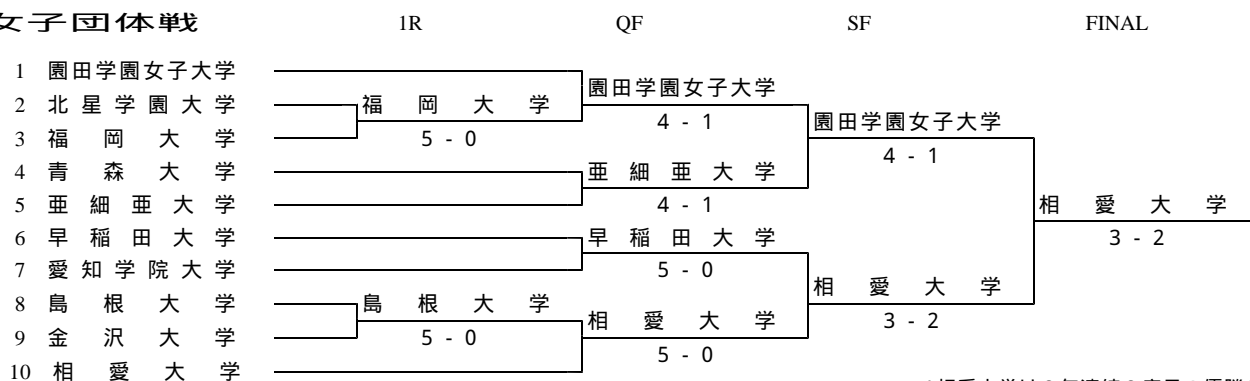 女子団体戦 1R QF SF FINAL
1 園田学園女子大学
園田学園女子大学
2 北星学園大学 福岡大学
4 - 1 園田学園女子大学
3 福岡大学 5 - 0
4 - 1
4 青森大学 亜細亜大学
5 亜細亜大学 4 - 1 相愛大学
6 早稲田大学 早稲田大学 3 - 2
7 愛知学院大学 5 - 0
相愛大学
8 島根大学 島根大学
相愛大学 3 - 2
9 金沢大学 5 - 0
5 - 0
10 相愛大学